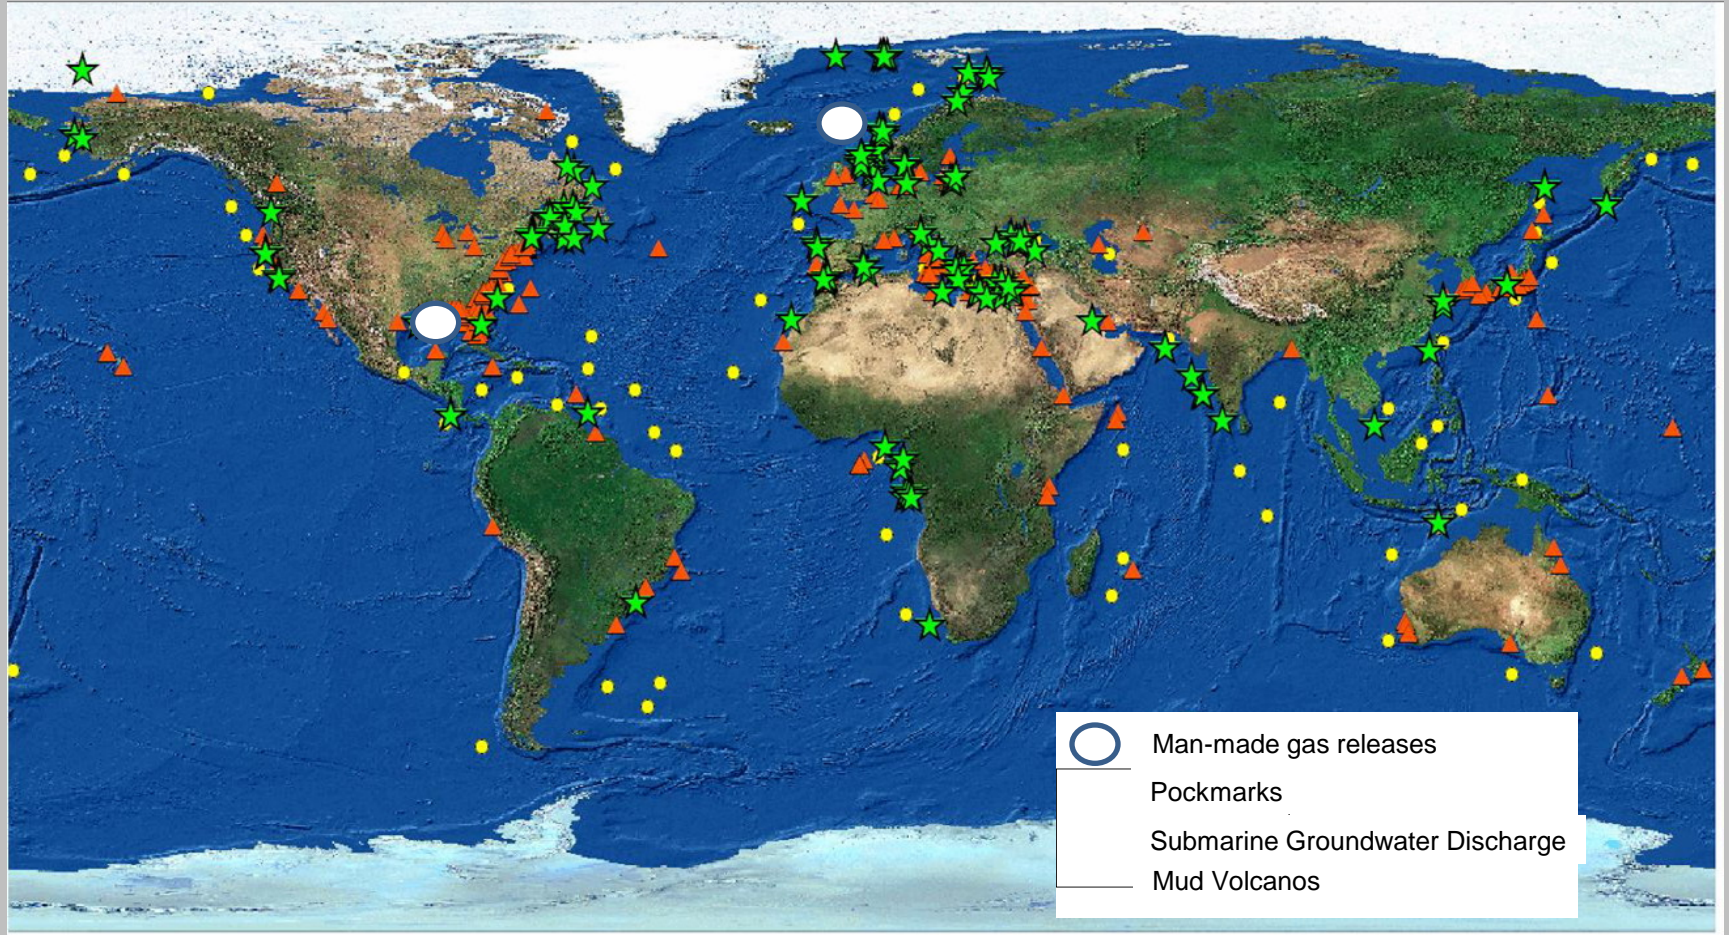 Man-made gas releases
Pockmarks
Submarine Groundwater Discharge
Mud Volcanos